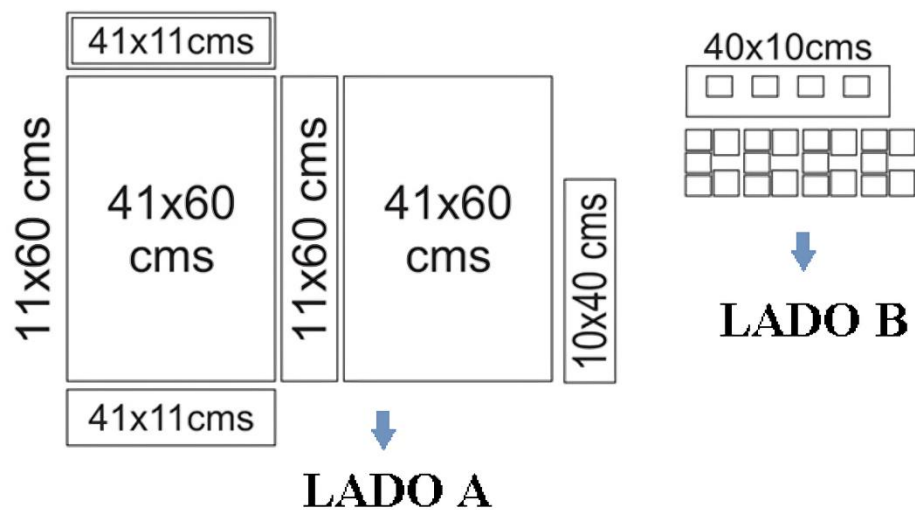 41x11cms
11x60 cms
41x60
cms
11x60 cms
41x60
cms
10x40 cms
41x11cms
LADO A
40x10cms
LADO B